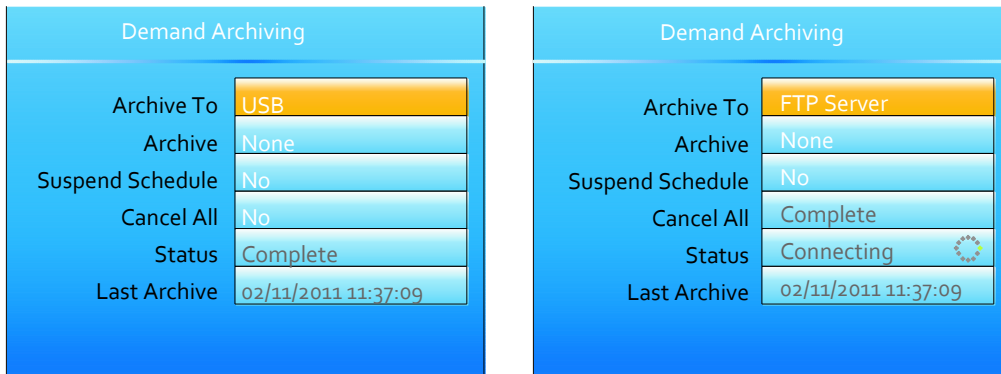 Demand Archiving
Archive To USB
Archive None
Suspend Schedule No
Cancel All No
Status Complete
Last Archive 02/11/2011 11:37:09
Demand Archiving
Archive To FTP Server
Archive None
Suspend Schedule No
Cancel All Complete
Status Connecting
Last Archive 02/11/2011 11:37:09